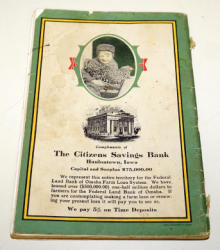 Compliments of
The Citizens Savings Bank
Hanlontown, Iowa
Capital and Surplus $75,000.00
We represent this entire territory for the Federal
Land Bank of Omaha Farm Loan System. We have
loaned over ($500,000.00) one-half million dollars to
farmers for the Federal Land Bank of Omaha. If
you are contemplating making a farm loan or renew-
ing your present loan it will pay you to see us.
We pay 5% on Time Deposits